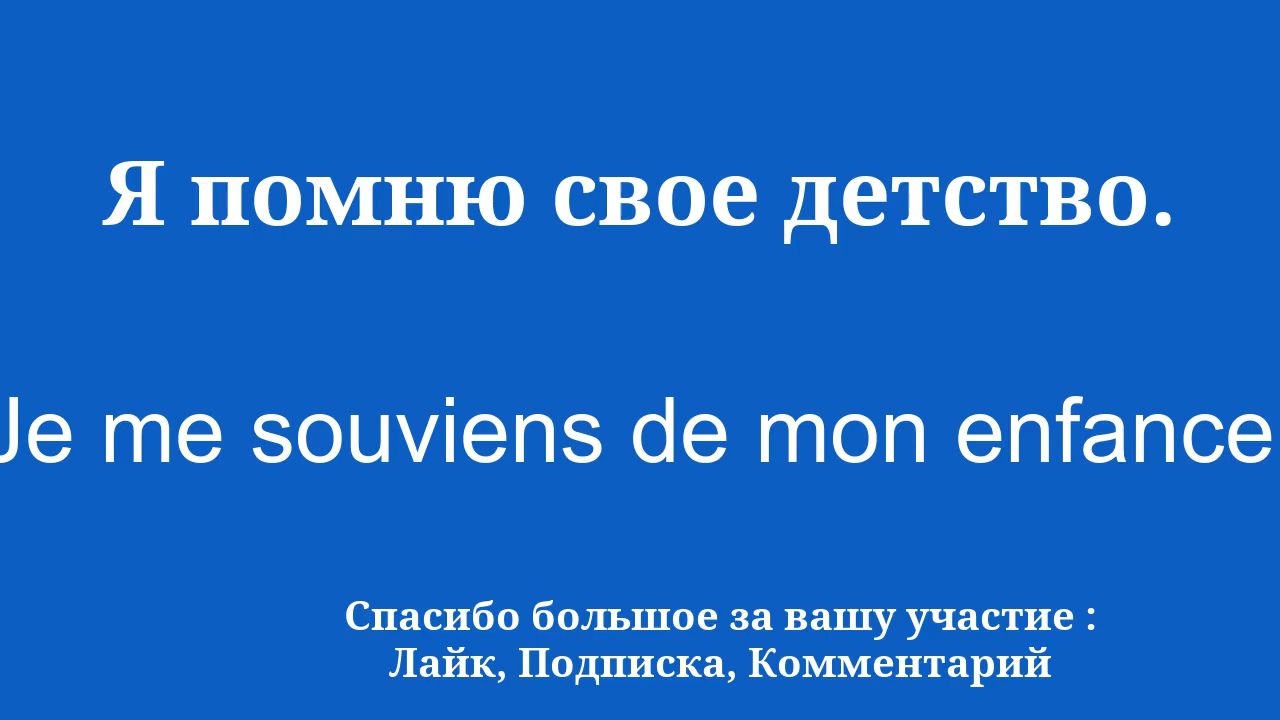 Я помню свое детство.
Je me souviens de mon enfance
Спасибо большое за вашу участие :
Лайк, Подписка, Комментарий